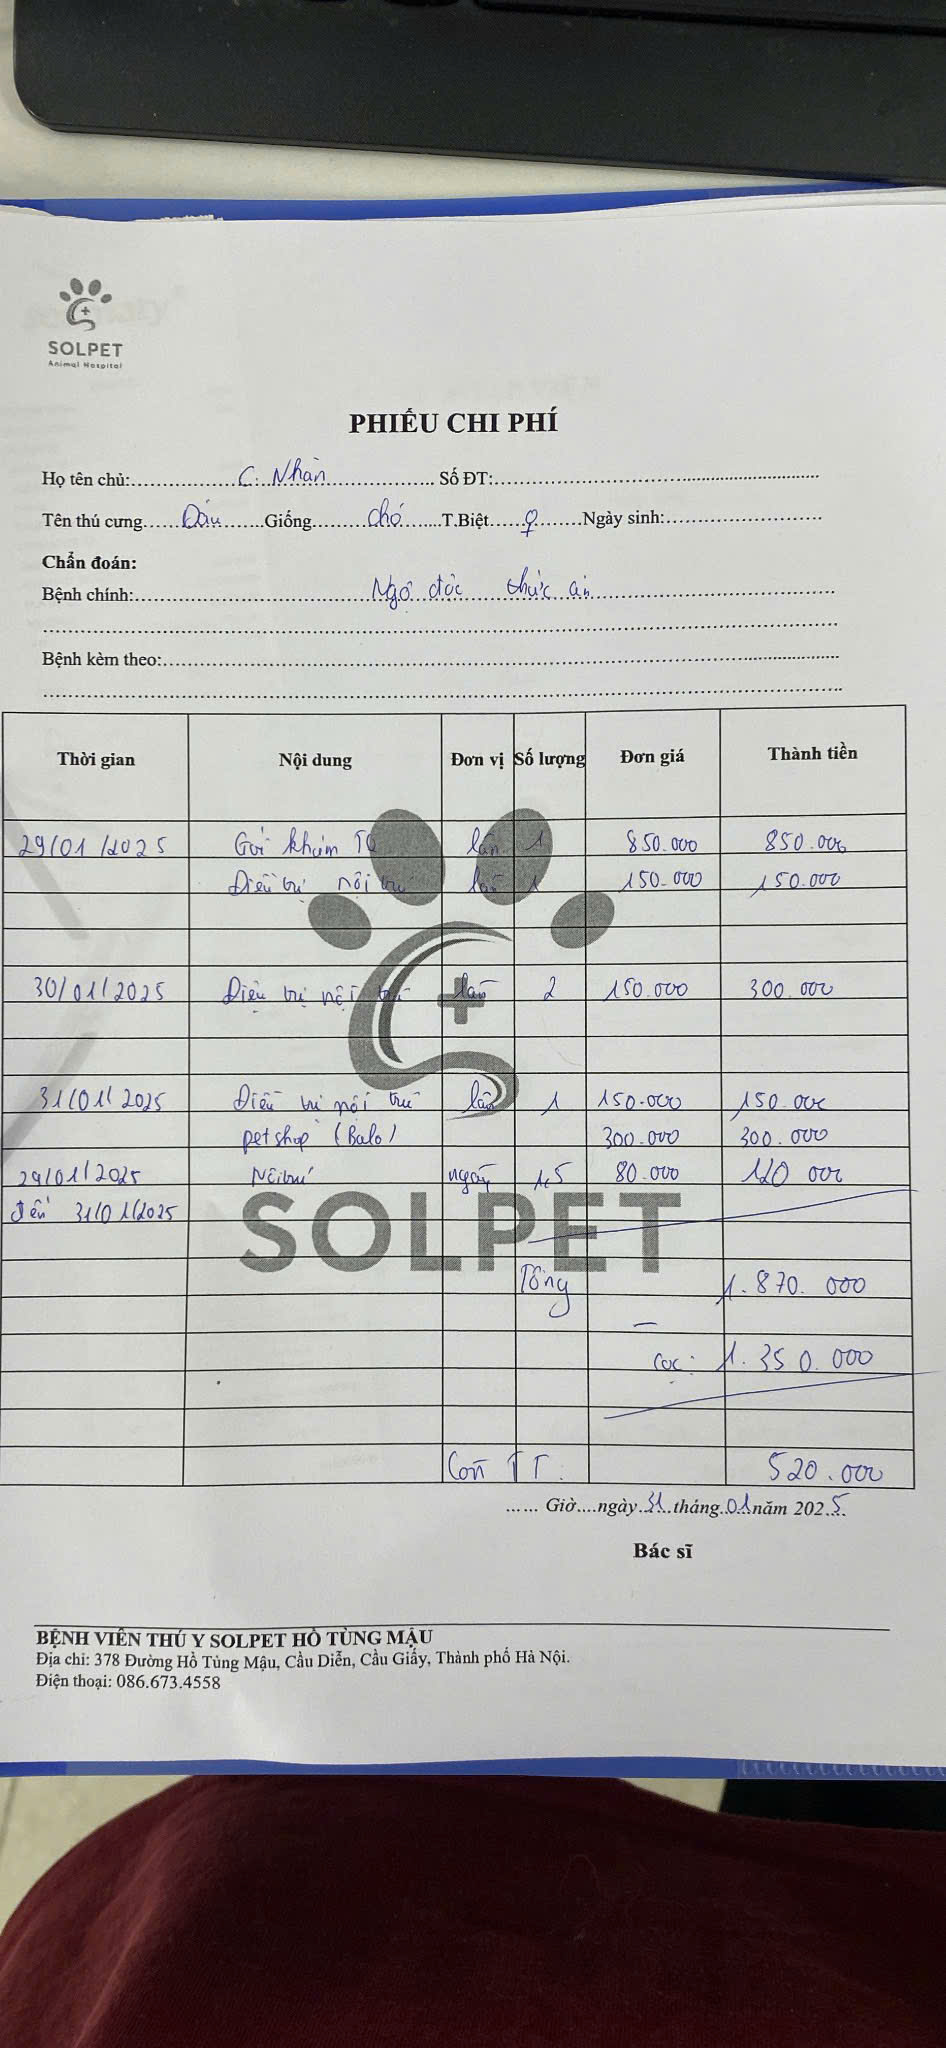 SOLPET
Animal Hospital
PHIẾU CHI PHÍ
Họ tên chủ: C. Nhàn Số ĐT:
Tên thú cưng Đậu Giống chó T.Biệt ♀ Ngày sinh:
Chẩn đoán:
Bệnh chính: Ngộ độc thức ăn
Bệnh kèm theo:
Thời gian Nội dung Đơn vị Số lượng Đơn giá Thành tiền
29/01/2025 Gói khám TQ lần 1 850.000 850.000
Điều trị nội trú lần 1 150.000 150.000
30/01/2025 Điều trị nội trú lần 2 150.000 300.000
31/01/2025 Điều trị nội trú lần 1 150.000 150.000
petshop (Balo) 300.000 300.000
29/01/2025 Nội trú ngày 1.5 80.000 120 000
đến 31/01/2025
SOLPET
Tổng 1.870.000
- cọc: 1.350.000
Còn TT: 520.000
...... Giờ....ngày 31 tháng 01 năm 2025
Bác sĩ
BỆNH VIỆN THÚ Y SOLPET HỒ TÙNG MẬU
Địa chỉ: 378 Đường Hồ Tùng Mậu, Cầu Diễn, Cầu Giấy, Thành phố Hà Nội.
Điện thoại: 086.673.4558